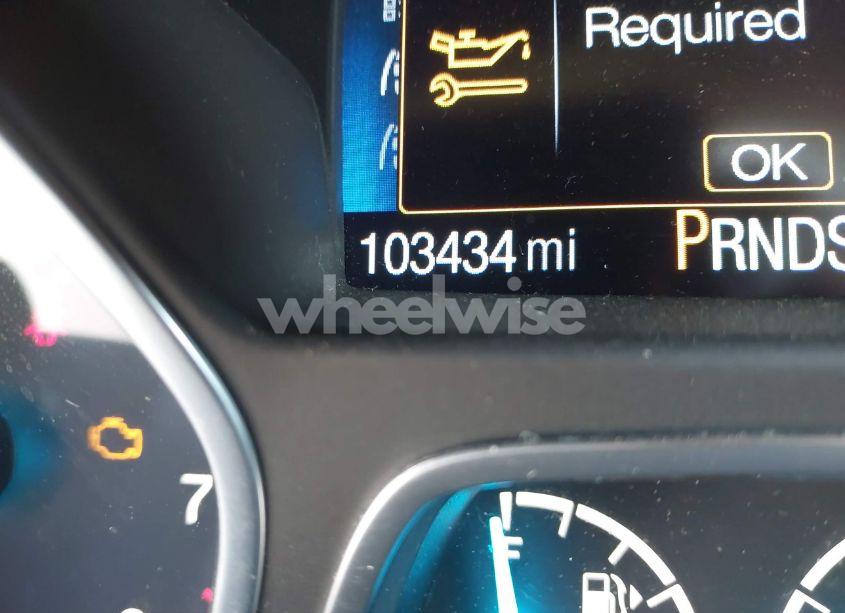 Required
OK
103434 mi
PRNDS
wheelwise
7
F